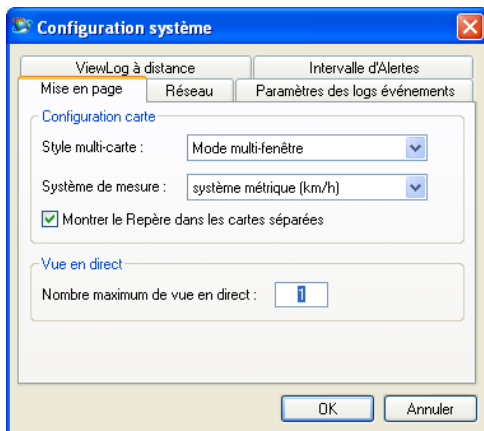 Configuration système
ViewLog à distance
Intervalle d'Alertes
Mise en page
Réseau
Paramètres des logs événements
Configuration carte
Style multi-carte :
Mode multi-fenêtre
Système de mesure :
système métrique (km/h)
Montrer le Repère dans les cartes séparées
Vue en direct
Nombre maximum de vue en direct :
1
OK
Annuler